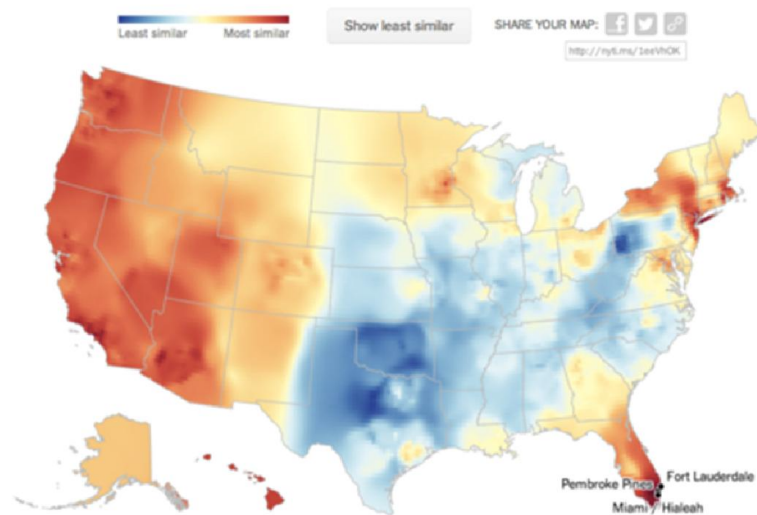 Least similar
Most similar
Show least similar
SHARE YOUR MAP:
http://nyti.ms/1eeVhOK
Fort Lauderdale
Pembroke Pines
Miami / Hialeah